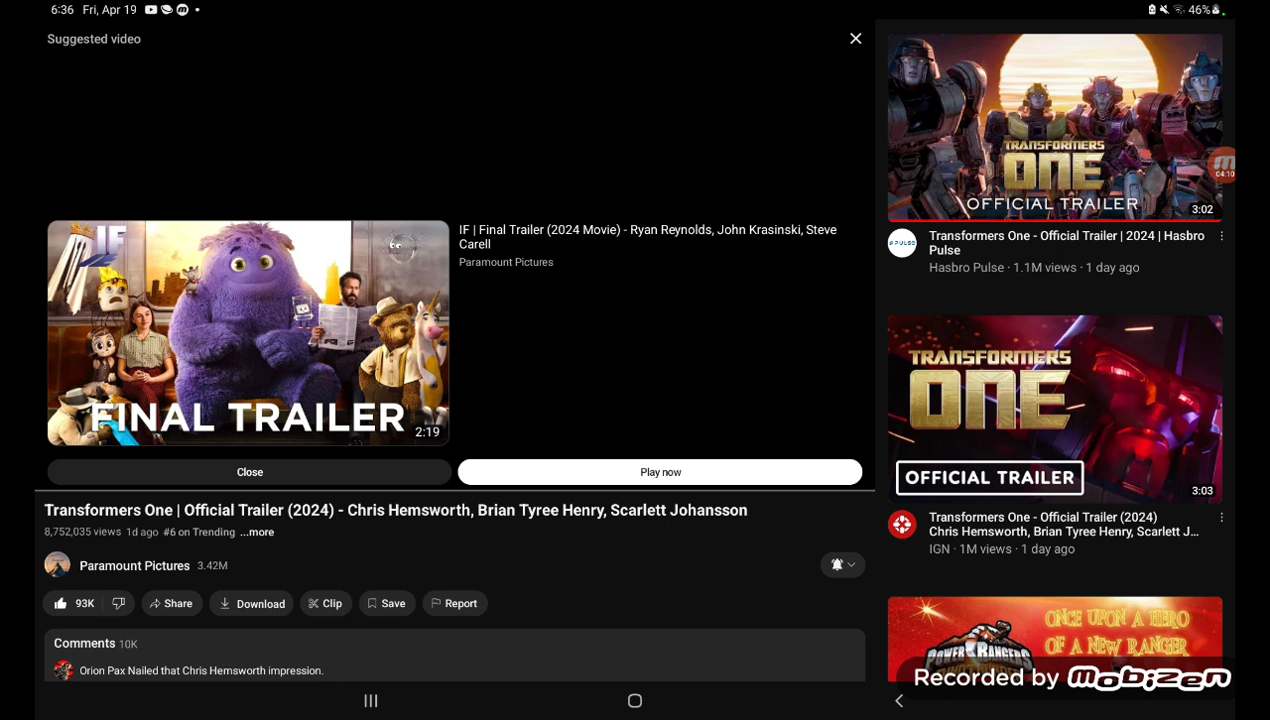 6:36 Fri, Apr 19
46%
Suggested video
IF
FINAL TRAILER
2:19
IF | Final Trailer (2024 Movie) - Ryan Reynolds, John Krasinski, Steve
Carell
Paramount Pictures
Close
Play now
Transformers One | Official Trailer (2024) - Chris Hemsworth, Brian Tyree Henry, Scarlett Johansson
8,752,035 views 1d ago #6 on Trending ...more
Paramount Pictures 3.42M
93K
Share
Download
Clip
Save
Report
Comments 10K
Orion Pax Nailed that Chris Hemsworth impression.
TRANSFORMERS
ONE
OFFICIAL TRAILER
3:02
04:10
PULSE
Transformers One - Official Trailer | 2024 | Hasbro
Pulse
Hasbro Pulse · 1.1M views · 1 day ago
TRANSFORMERS
ONE
OFFICIAL TRAILER
3:03
Transformers One - Official Trailer (2024)
Chris Hemsworth, Brian Tyree Henry, Scarlett J...
IGN · 1M views · 1 day ago
ONCE UPON A HERO
OF A NEW RANGER
POWER RANGERS
Recorded by Mobizen